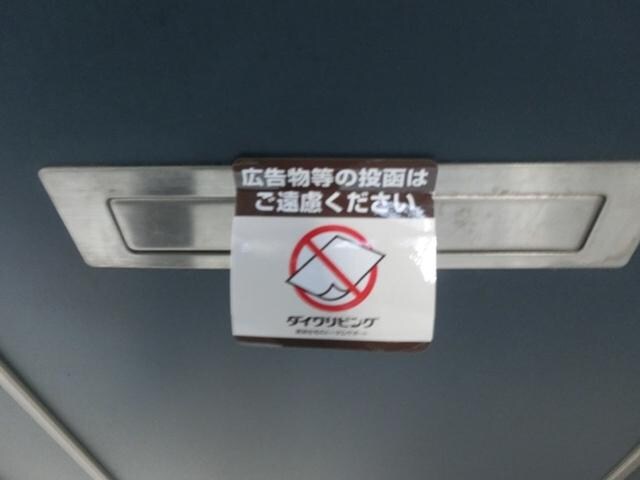 広告物等の投函は
ご遠慮ください
ダイワリビング